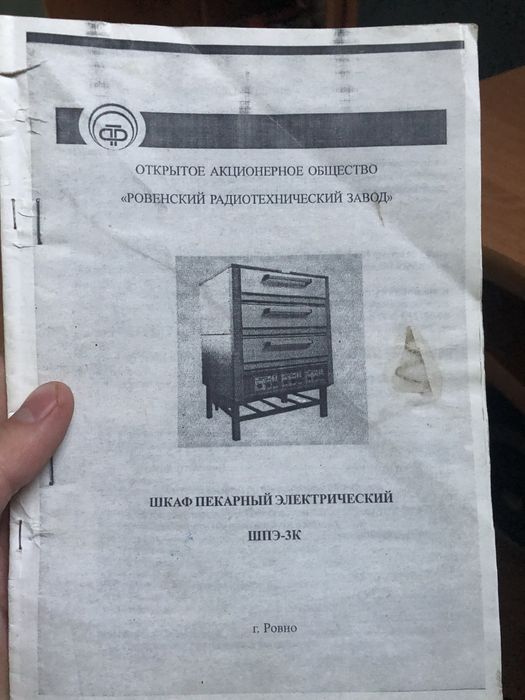 ОТКРЫТОЕ АКЦИОНЕРНОЕ ОБЩЕСТВО
«РОВЕНСКИЙ РАДИОТЕХНИЧЕСКИЙ ЗАВОД»
ШКАФ ПЕКАРНЫЙ ЭЛЕКТРИЧЕСКИЙ
ШПЭ-3К
г. Ровно